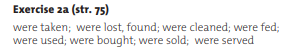 Exercise 2a (str. 75)
were taken;  were lost, found; were cleaned; were fed;
were used; were bought; were sold;  were served